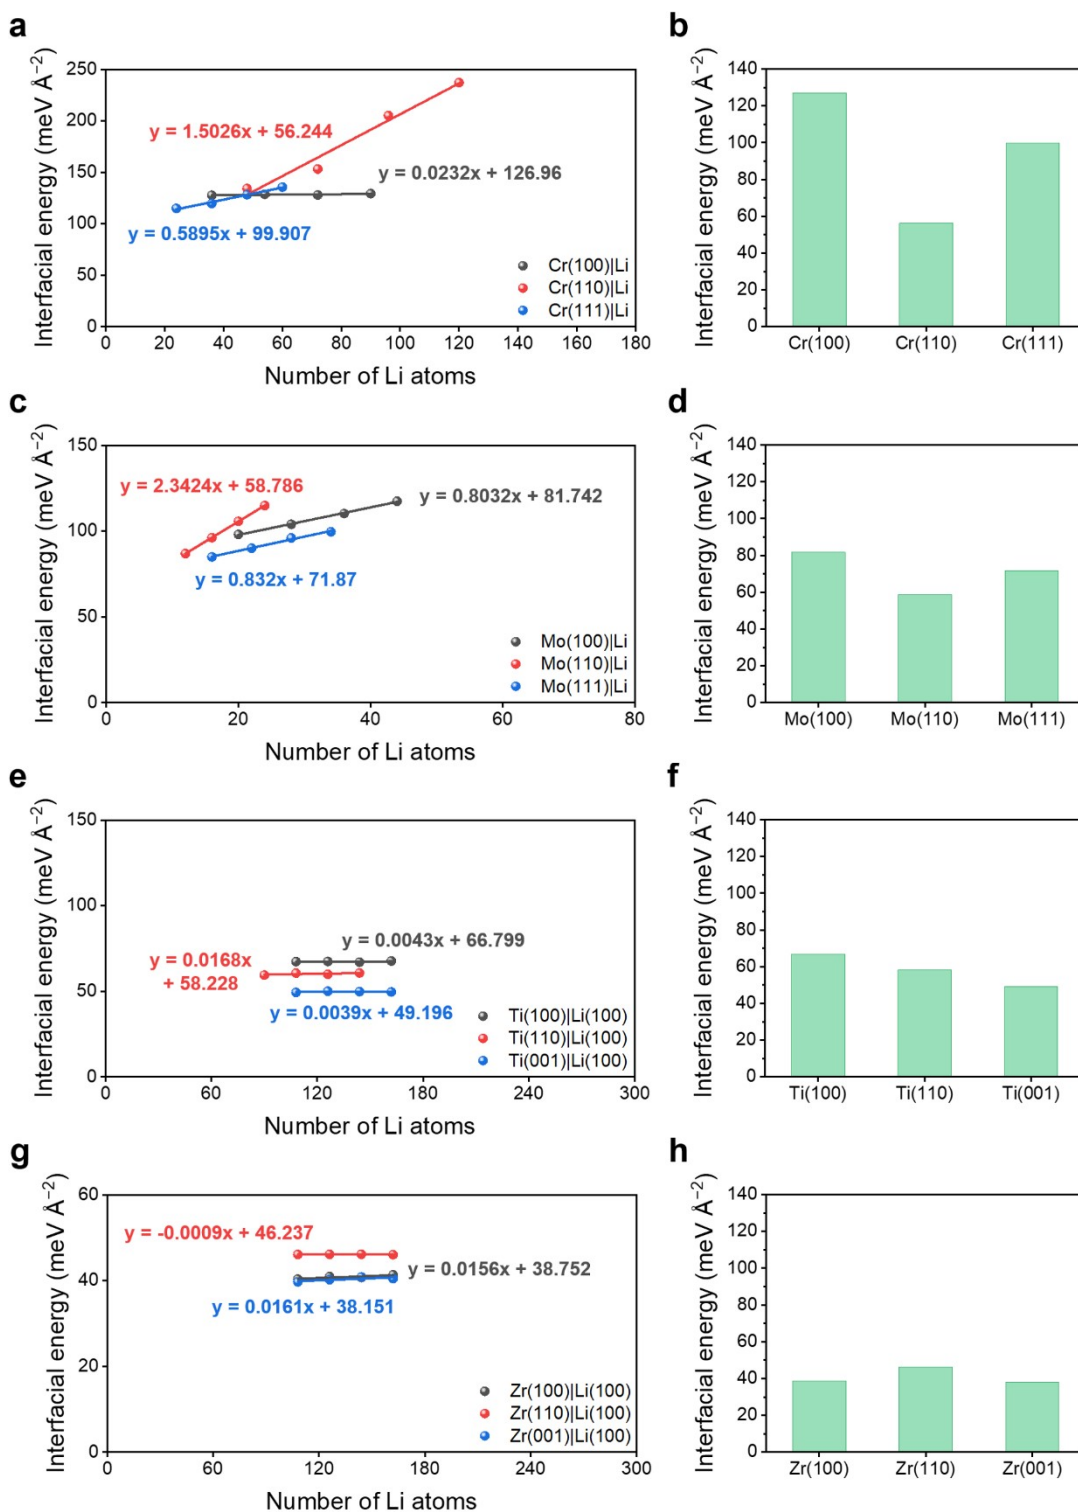 a
Interfacial energy (meV Å⁻²)
250
200
150
100
50
0
y = 1.5026x + 56.244
y = 0.0232x + 126.96
y = 0.5895x + 99.907
Cr(100)|Li
Cr(110)|Li
Cr(111)|Li
0 20 40 60 80 100 120 140 160 180
Number of Li atoms
b
Interfacial energy (meV Å⁻²)
140
120
100
80
60
40
20
0
Cr(100) Cr(110) Cr(111)
c
Interfacial energy (meV Å⁻²)
150
100
50
0
y = 2.3424x + 58.786
y = 0.8032x + 81.742
y = 0.832x + 71.87
Mo(100)|Li
Mo(110)|Li
Mo(111)|Li
0 20 40 60 80
Number of Li atoms
d
Interfacial energy (meV Å⁻²)
140
120
100
80
60
40
20
0
Mo(100) Mo(110) Mo(111)
e
Interfacial energy (meV Å⁻²)
150
100
50
0
y = 0.0043x + 66.799
y = 0.0168x
+ 58.228
y = 0.0039x + 49.196
Ti(100)|Li(100)
Ti(110)|Li(100)
Ti(001)|Li(100)
0 60 120 180 240 300
Number of Li atoms
f
Interfacial energy (meV Å⁻²)
140
120
100
80
60
40
20
0
Ti(100) Ti(110) Ti(001)
g
Interfacial energy (meV Å⁻²)
60
40
20
0
y = -0.0009x + 46.237
y = 0.0156x + 38.752
y = 0.0161x + 38.151
Zr(100)|Li(100)
Zr(110)|Li(100)
Zr(001)|Li(100)
0 60 120 180 240 300
Number of Li atoms
h
Interfacial energy (meV Å⁻²)
140
120
100
80
60
40
20
0
Zr(100) Zr(110) Zr(001)